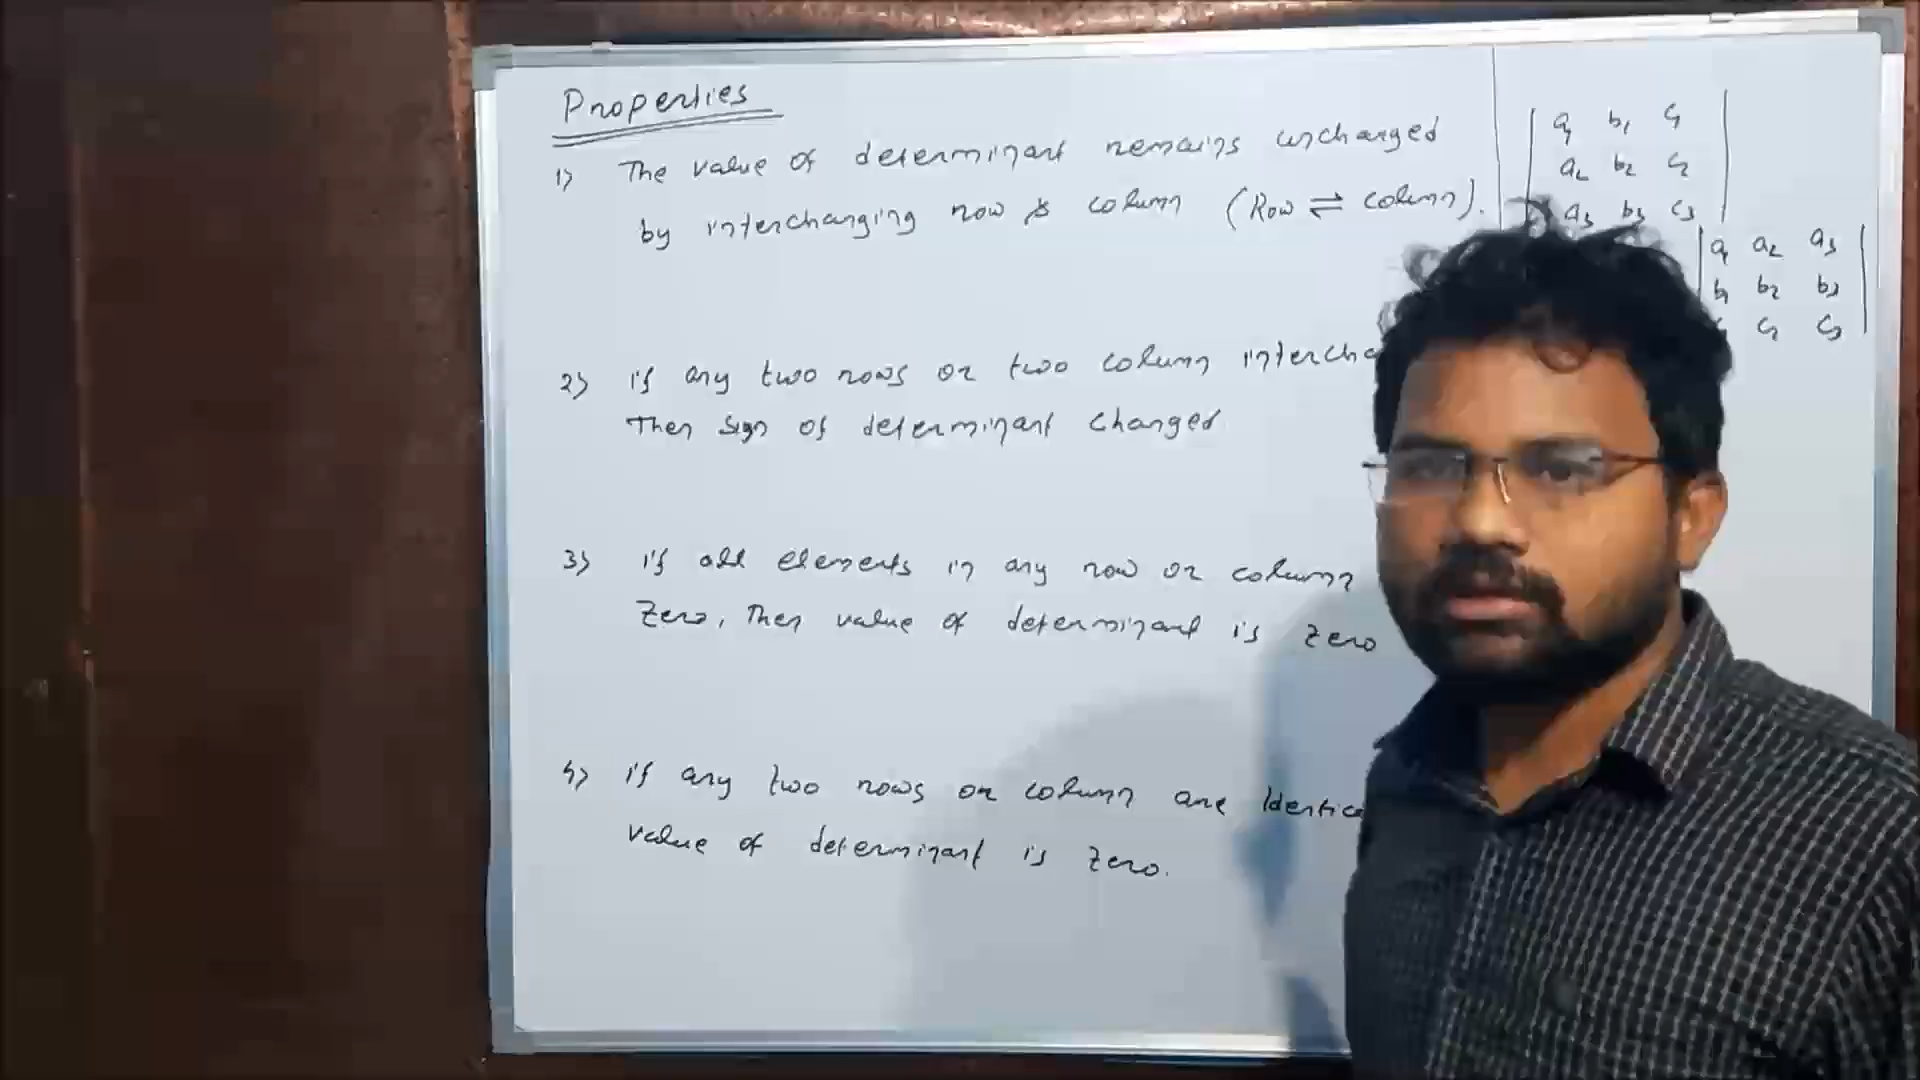 Properties
1) The value of determinant remains unchanged
by interchanging row & column (Row ⇌ column).
2) if any two rows or two column intercha
Then sign of determinant changed
3) if all elements in any row or column
Zero, Then value of determinant is zero
4) if any two rows or column are Identica
value of determinant is zero.
a₁ b₁ c₁
a₂ b₂ c₂
a₃ b₃ c₃
a₁ a₂ a₃
b₁ b₂ b₃
c₂ c₃